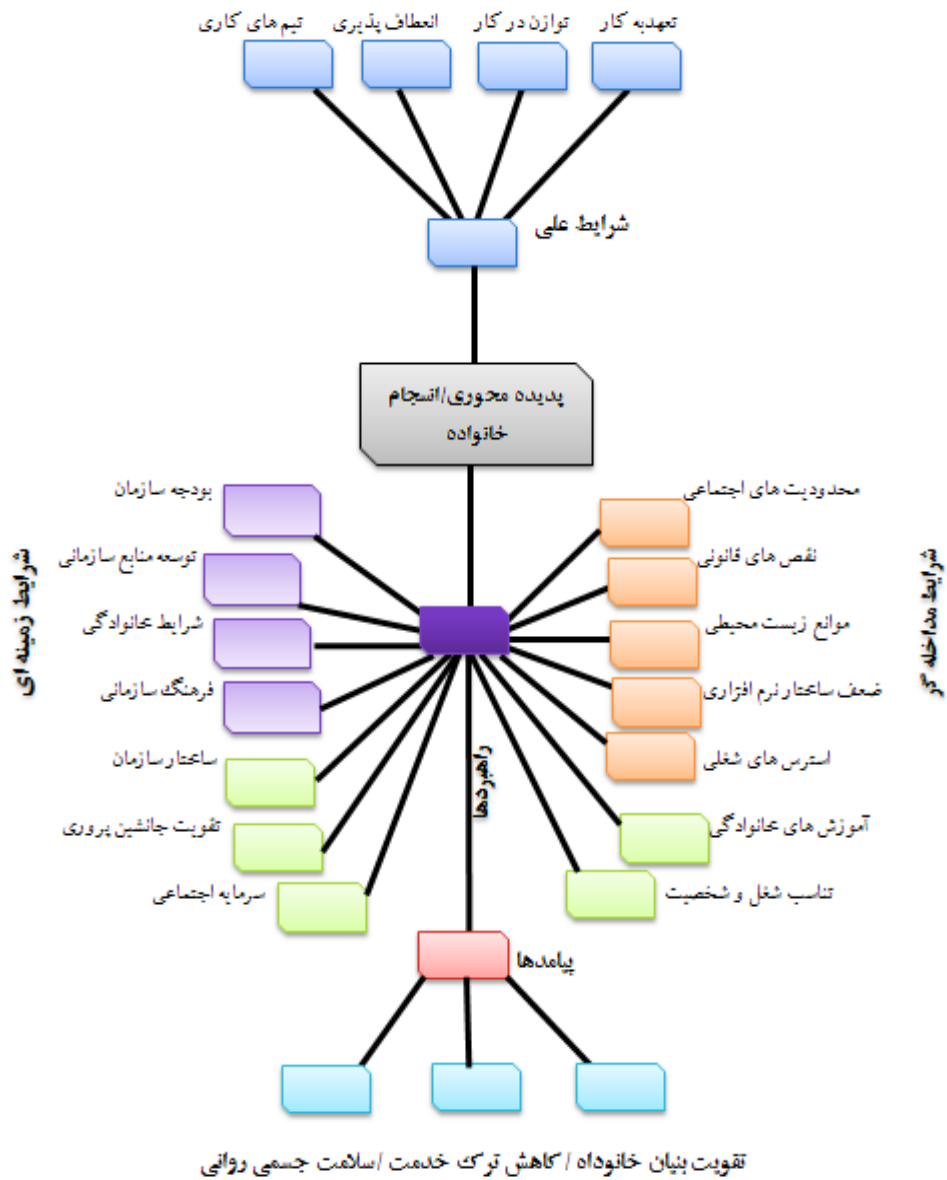 تعهدبه کار
توازن در کار
انعطاف پذیری
تیم های کاری
شرایط علی
پدیده محوری/انسجام
خانواده
محدودیت های اجتماعی
نقص های قانونی
موانع زیست محیطی
ضعف ساختار نرم افزاری
استرس های شغلی
آموزش های خانوادگی
تناسب شغل و شخصیت
شرایط مداخله گر
بودجه سازمان
توسعه منابع سازمانی
شرایط خانوادگی
فرهنگ سازمانی
ساختار سازمان
تقویت جانشین پروری
سرمایه اجتماعی
شرایط زمینه ای
راهبردها
پیامدها
تقویت بنیان خانوداه / کاهش ترک خدمت /سلامت جسمی روانی